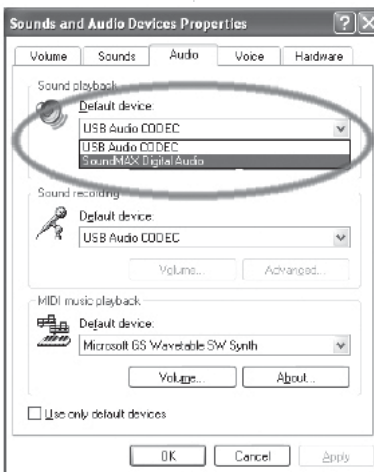 Sounds and Audio Devices Properties
Volume Sounds Audio Voice Hardware
Sound playback
Default device:
USB Audio CODEC
USB Audio CODEC
SoundMAX Digital Audio
Sound recording
Default device:
USB Audio CODEC
Volume... Advanced...
MIDI music playback
Default device:
Microsoft GS Wavetable SW Synth
Volume... About...
Use only default devices
OK Cancel Apply